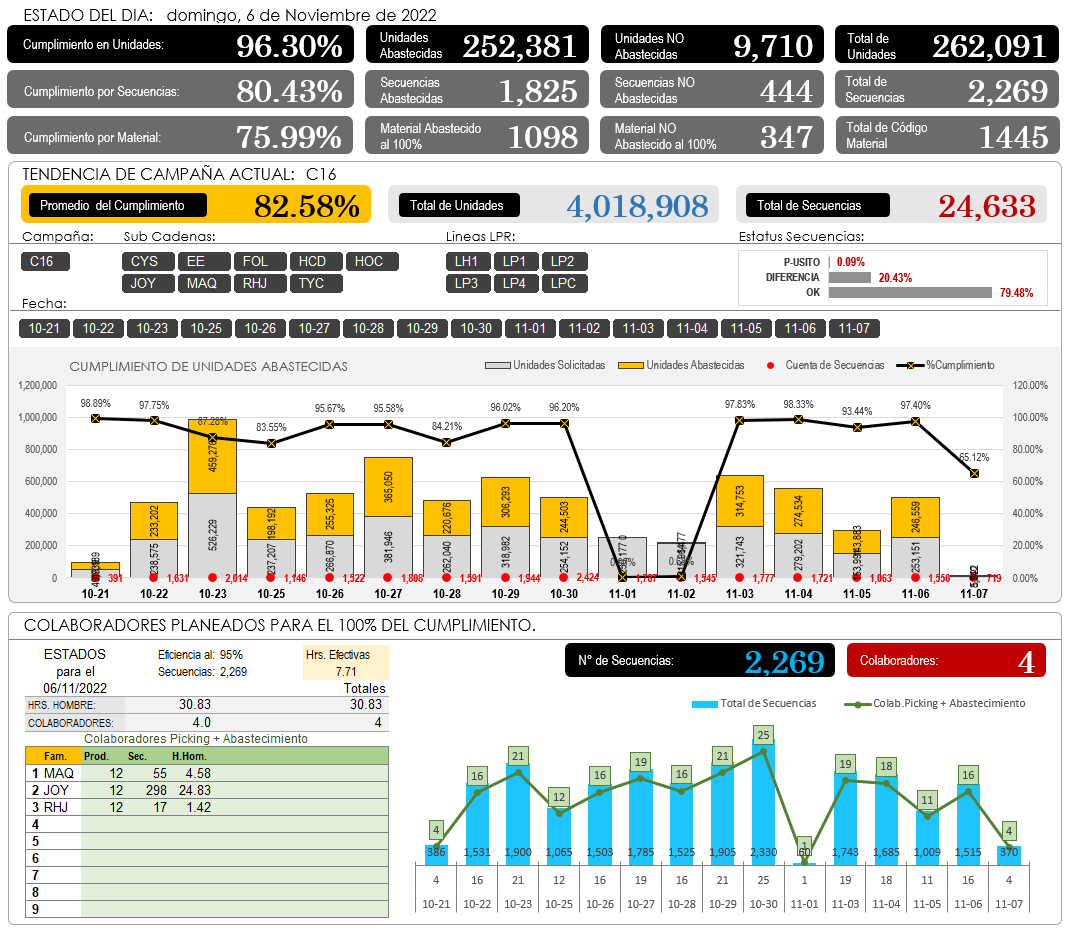 ESTADO DEL DIA: domingo, 6 de Noviembre de 2022
Cumplimiento en Unidades: 96.30%
Unidades Abastecidas 252,381
Unidades NO Abastecidas 9,710
Total de Unidades 262,091
Cumplimiento por Secuencias: 80.43%
Secuencias Abastecidas 1,825
Secuencias NO Abastecidas 444
Total de Secuencias 2,269
Cumplimiento por Material: 75.99%
Material Abastecido al 100% 1098
Material NO Abastecido al 100% 347
Total de Código Material 1445
TENDENCIA DE CAMPAÑA ACTUAL: C16
Promedio del Cumplimiento 82.58%
Total de Unidades 4,018,908
Total de Secuencias 24,633
Campaña: Sub Cadenas: Lineas LPR: Estatus Secuencias:
C16 CYS EE FOL HCD HOC LH1 LP1 LP2
JOY MAQ RHJ TYC LP3 LP4 LPC
P-USITO 0.09%
DIFERENCIA 20.43%
OK 79.48%
Fecha:
10-21 10-22 10-23 10-25 10-26 10-27 10-28 10-29 10-30 11-01 11-02 11-03 11-04 11-05 11-06 11-07
CUMPLIMIENTO DE UNIDADES ABASTECIDAS
Unidades Solicitadas Unidades Abastecidas Cuenta de Secuencias %Cumplimiento
1,200,000 120.00%
1,000,000 100.00%
800,000 80.00%
600,000 60.00%
400,000 40.00%
200,000 20.00%
0 0.00%
98.89% 97.75% 87.28% 83.55% 95.67% 95.58% 84.21% 96.02% 96.20% 97.83% 98.33% 93.44% 97.40% 65.12%
233,202 459,276 198,192 255,325 365,050 220,676 306,293 244,503 314,753 274,534 143,883 246,559
238,575 526,229 237,207 266,870 381,946 262,040 318,982 254,152 321,743 279,202 153,991 253,151
391 1,631 2,014 1,146 1,522 1,808 1,591 1,944 2,424 1,787 1,545 1,777 1,721 1,063 1,550 719
10-21 10-22 10-23 10-25 10-26 10-27 10-28 10-29 10-30 11-01 11-02 11-03 11-04 11-05 11-06 11-07
COLABORADORES PLANEADOS PARA EL 100% DEL CUMPLIMIENTO.
ESTADOS Eficiencia al: 95% Hrs. Efectivas
para el Secuencias: 2,269 7.71
06/11/2022 Totales
HRS. HOMBRE: 30.83 30.83
COLABORADORES: 4.0 4
Colaboradores Picking + Abastecimiento
Fam. Prod. Sec. H.Hom.
1 MAQ 12 55 4.58
2 JOY 12 298 24.83
3 RHJ 12 17 1.42
4
5
6
7
8
9
N° de Secuencias: 2,269
Colaboradores: 4
Total de Secuencias Colab.Picking + Abastecimiento
4 16 21 12 16 19 16 21 25 1 19 18 11 16 4
386 1,531 1,900 1,065 1,503 1,785 1,525 1,905 2,330 60 1,743 1,685 1,009 1,515 370
4 16 21 12 16 19 16 21 25 1 19 18 11 16 4
10-21 10-22 10-23 10-25 10-26 10-27 10-28 10-29 10-30 11-01 11-03 11-04 11-05 11-06 11-07